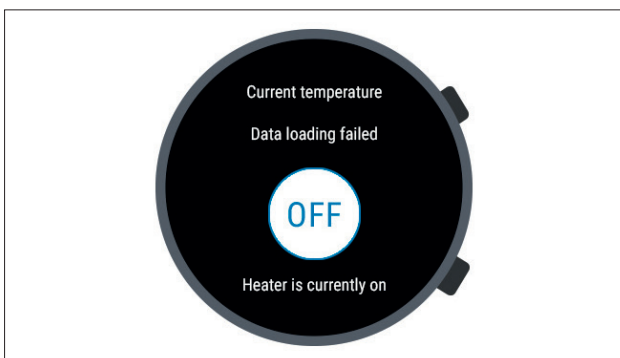 Current temperature
Data loading failed
OFF
Heater is currently on